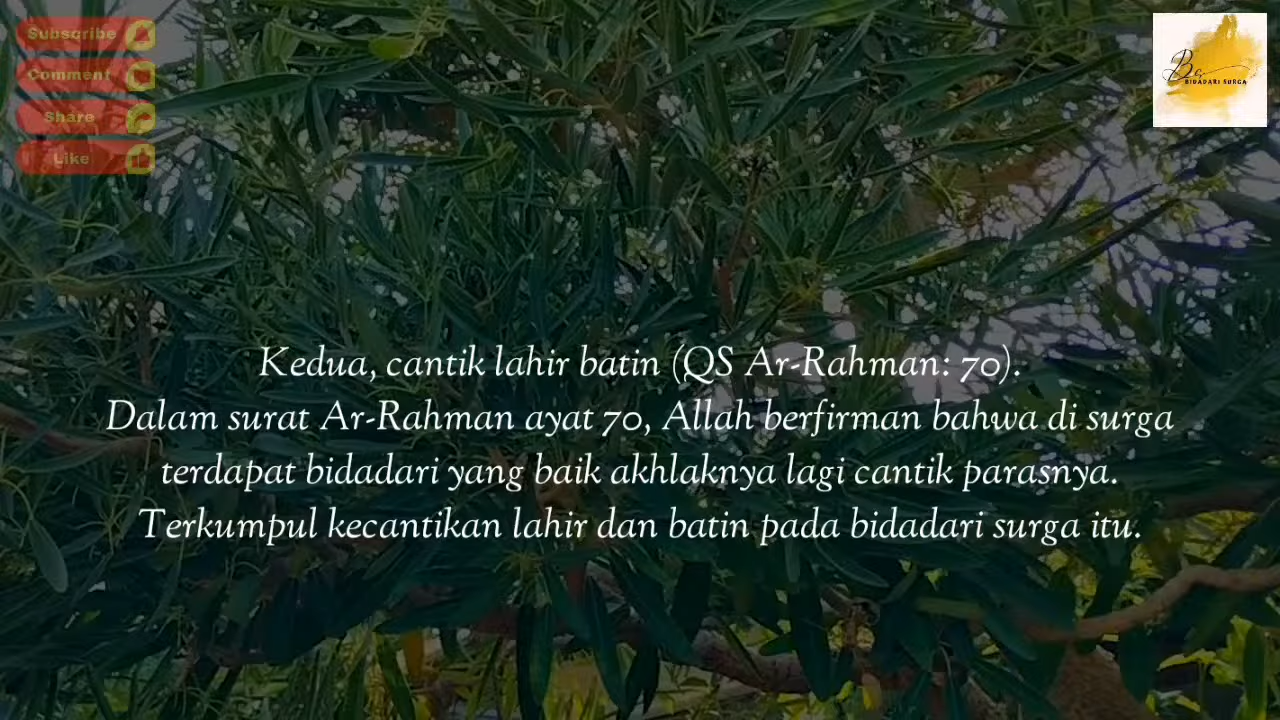 Subscribe
Comment
Share
Like
BIDADARI SURGA
Kedua, cantik lahir batin (QS Ar-Rahman: 70).
Dalam surat Ar-Rahman ayat 70, Allah berfirman bahwa di surga
terdapat bidadari yang baik akhlaknya lagi cantik parasnya.
Terkumpul kecantikan lahir dan batin pada bidadari surga itu.